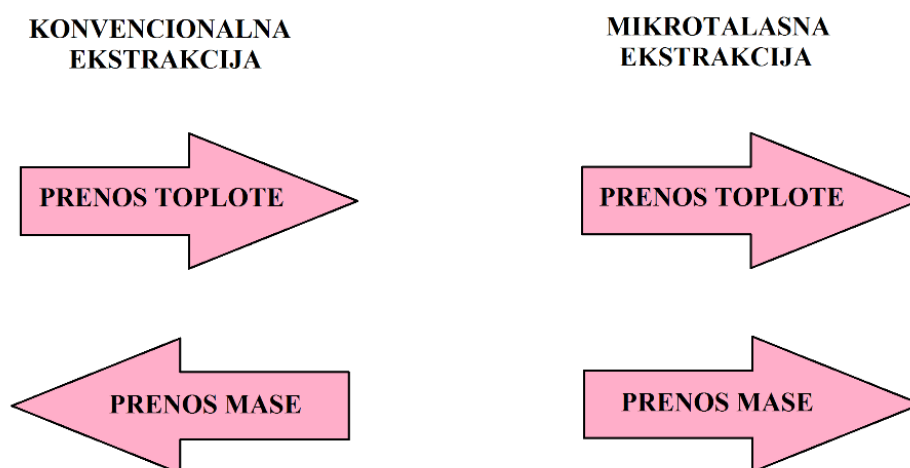 KONVENCIONALNA
EKSTRAKCIJA
MIKROTALASNA
EKSTRAKCIJA
PRENOS TOPLOTE
PRENOS TOPLOTE
PRENOS MASE
PRENOS MASE